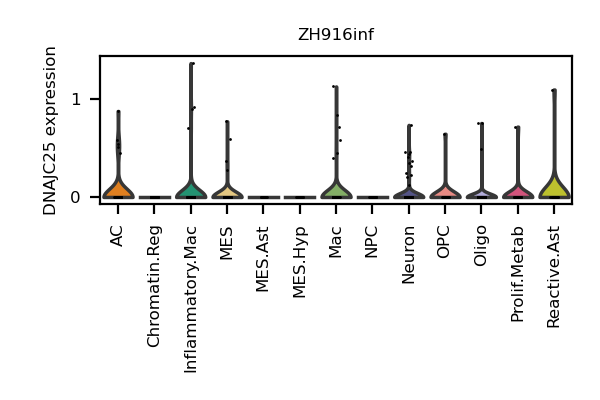 ZH916inf
DNAJC25 expression
1
0
AC
Chromatin.Reg
Inflammatory.Mac
MES
MES.Ast
MES.Hyp
Mac
NPC
Neuron
OPC
Oligo
Prolif.Metab
Reactive.Ast